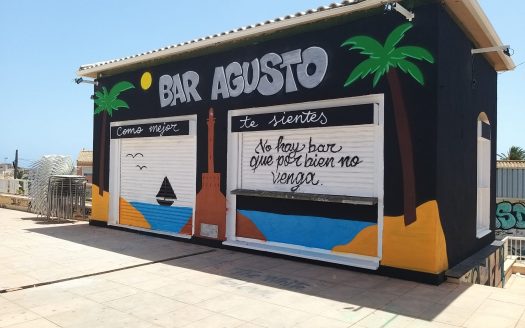 BAR AGUSTO
Como mejor
te sientes
No hay bar
que por bien no
venga.